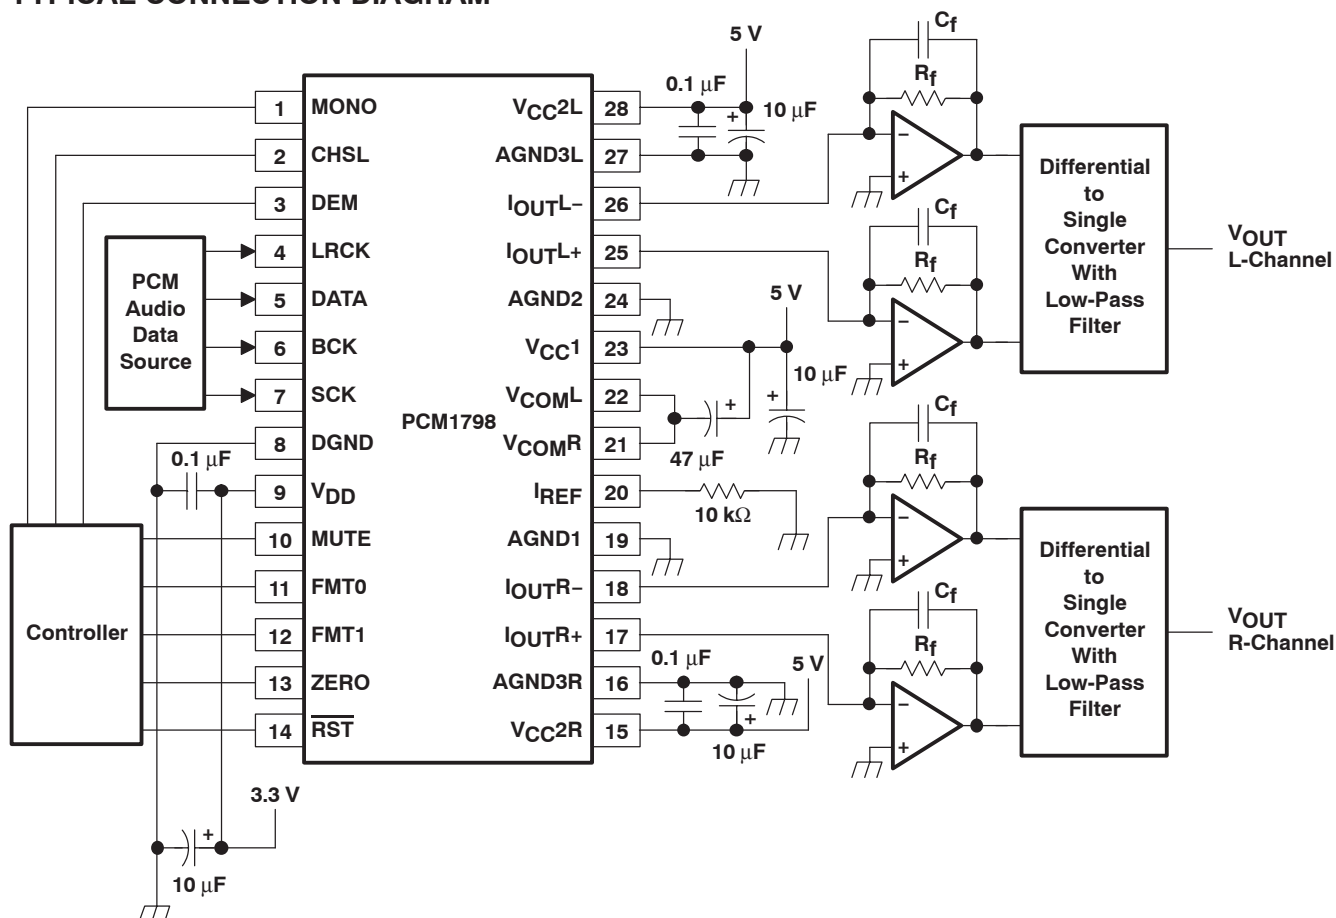 TYPICAL CONNECTION DIAGRAM
1 MONO
2 CHSL
3 DEM
4 LRCK
5 DATA
6 BCK
7 SCK
8 DGND
9 VDD
10 MUTE
11 FMT0
12 FMT1
13 ZERO
14 RST
PCM1798
VCC2L 28
AGND3L 27
IOUTL– 26
IOUTL+ 25
AGND2 24
VCC1 23
VCOML 22
VCOMR 21
IREF 20
AGND1 19
IOUTR– 18
IOUTR+ 17
AGND3R 16
VCC2R 15
PCM
Audio
Data
Source
Controller
0.1 µF
3.3 V
+
10 µF
5 V
0.1 µF
+
10 µF
5 V
10 µF
+
+
47 µF
10 kΩ
0.1 µF
5 V
+
10 µF
Cf
Rf
–
+
Cf
Rf
–
+
Cf
Rf
–
+
Cf
Rf
–
+
Differential
to
Single
Converter
With
Low-Pass
Filter
VOUT
L-Channel
Differential
to
Single
Converter
With
Low-Pass
Filter
VOUT
R-Channel